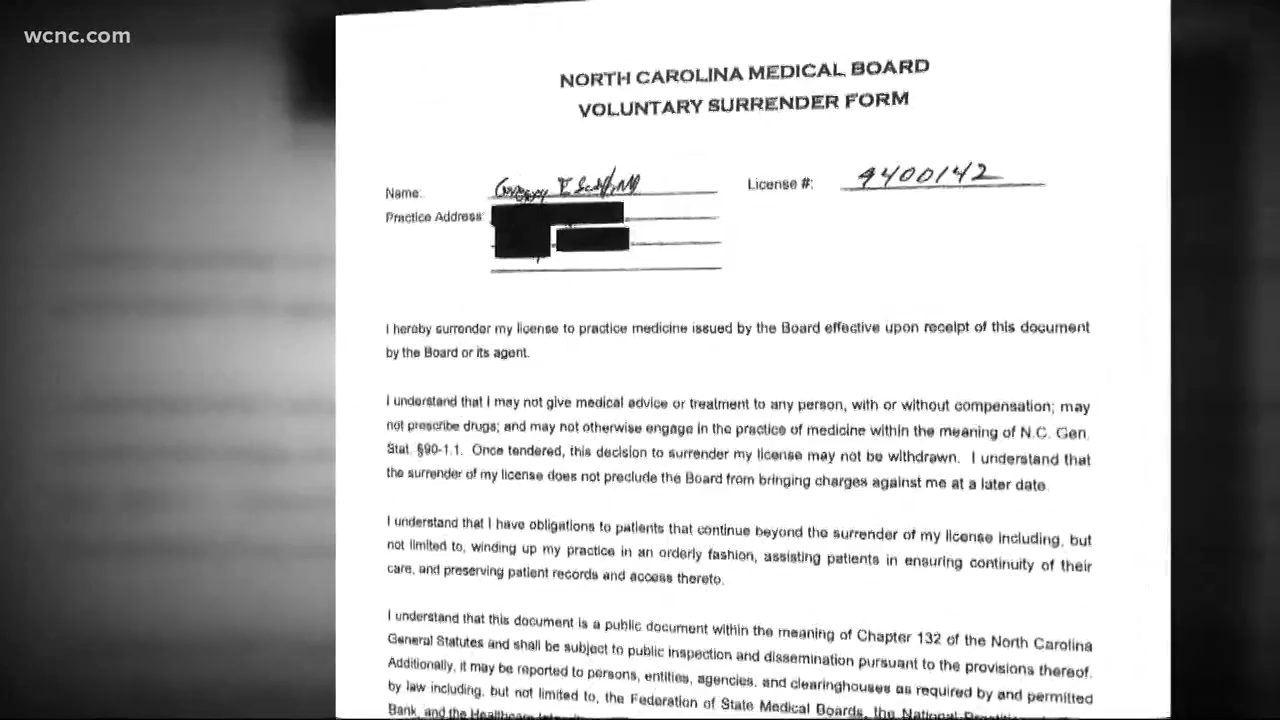 wcnc.com
NORTH CAROLINA MEDICAL BOARD
VOLUNTARY SURRENDER FORM
Name: Gregory E
License #: 9400142
Practice Address:
I hereby surrender my license to practice medicine issued by the Board effective upon receipt of this document
by the Board or its agent.
I understand that I may not give medical advice or treatment to any person, with or without compensation; may
not prescribe drugs; and may not otherwise engage in the practice of medicine within the meaning of N.C. Gen.
Stat. §90-1.1. Once tendered, this decision to surrender my license may not be withdrawn. I understand that
the surrender of my license does not preclude the Board from bringing charges against me at a later date.
I understand that I have obligations to patients that continue beyond the surrender of my license including, but
not limited to, winding up my practice in an orderly fashion, assisting patients in ensuring continuity of their
care, and preserving patient records and access thereto.
I understand that this document is a public document within the meaning of Chapter 132 of the North Carolina
General Statutes and shall be subject to public inspection and dissemination pursuant to the provisions thereof.
Additionally, it may be reported to persons, entities, agencies, and clearinghouses as required by and permitted
by law including, but not limited to, the Federation of State Medical Boards, the National
Bank, and the Healthcare